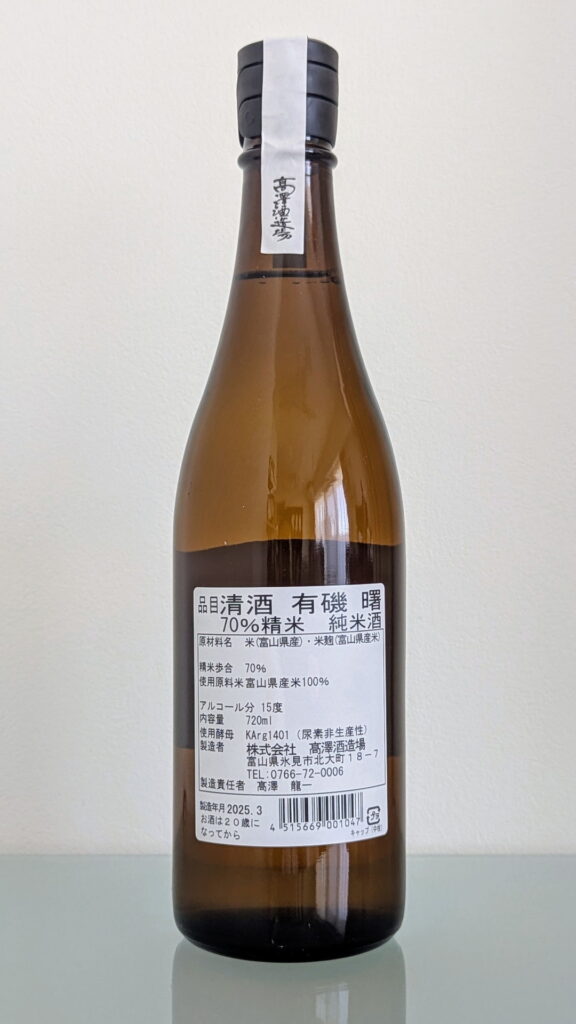 髙澤酒造場
品目 清酒 有磯 曙
70%精米 純米酒
原材料名 米(富山県産)・米麹(富山県産米)
精米歩合 70%
使用原料米富山県産米100%
アルコール分 15度
内容量 720ml
使用酵母 KArg1401 (尿素非生産性)
製造者 株式会社 髙澤酒造場
富山県氷見市北大町18-7
TEL:0766-72-0006
製造責任者 髙澤 龍一
製造年月2025.3
お酒は20歳に
なってから
4 515669 001047
キャップ(中栓)